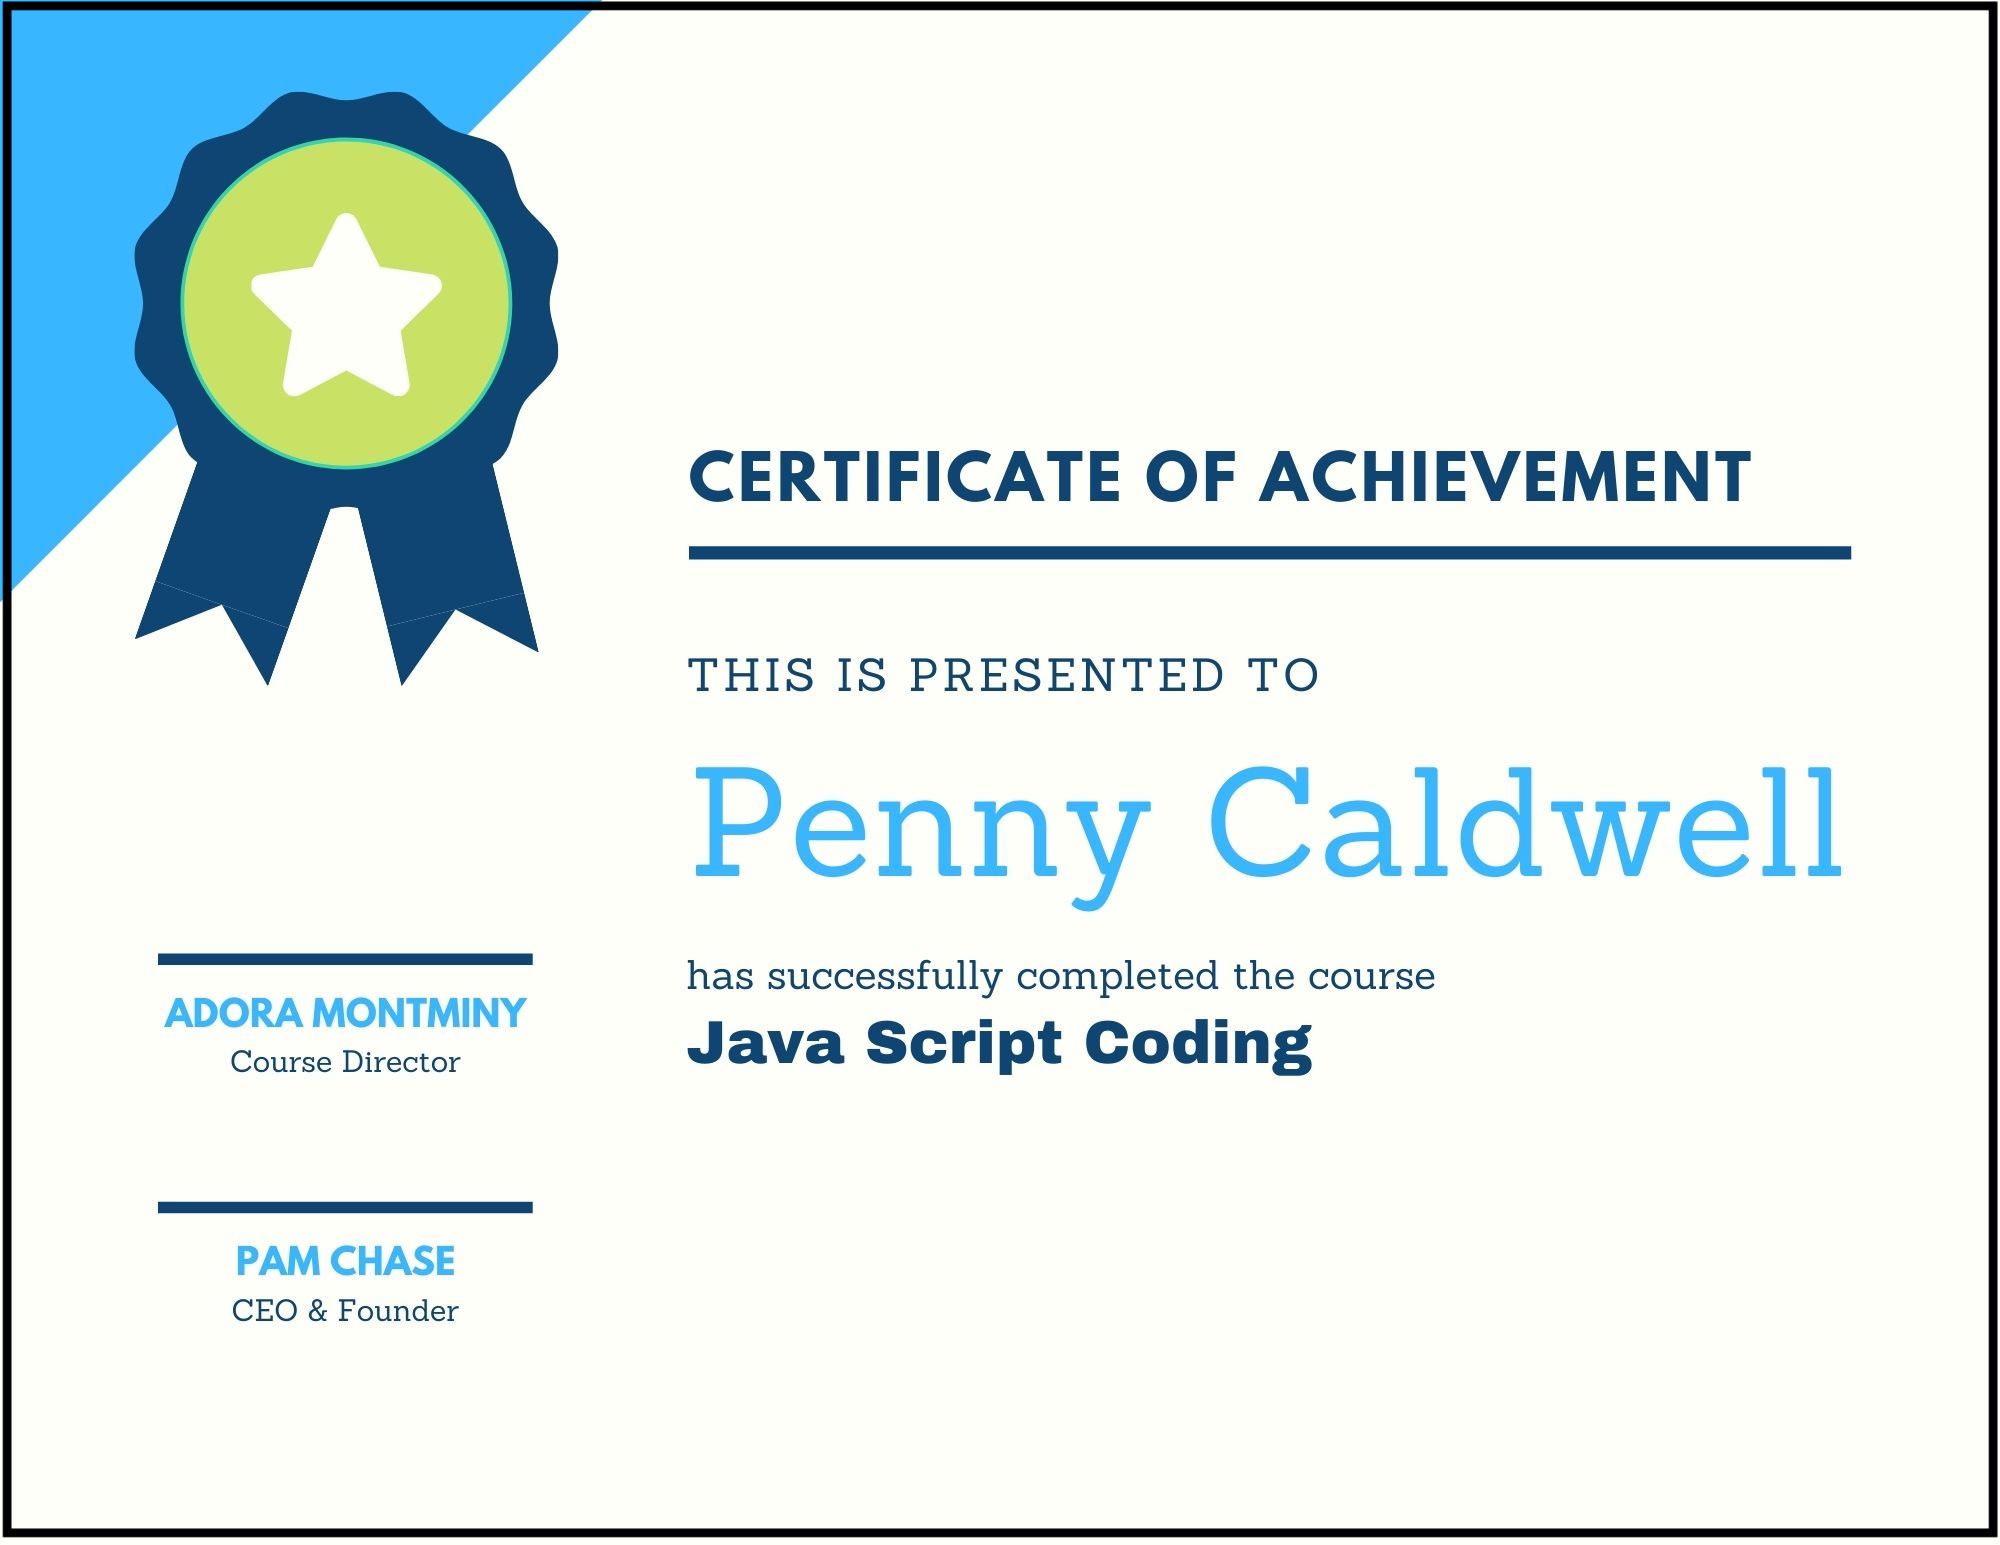 CERTIFICATE OF ACHIEVEMENT
THIS IS PRESENTED TO
Penny Caldwell
has successfully completed the course
Java Script Coding
ADORA MONTMINY
Course Director
PAM CHASE
CEO & Founder